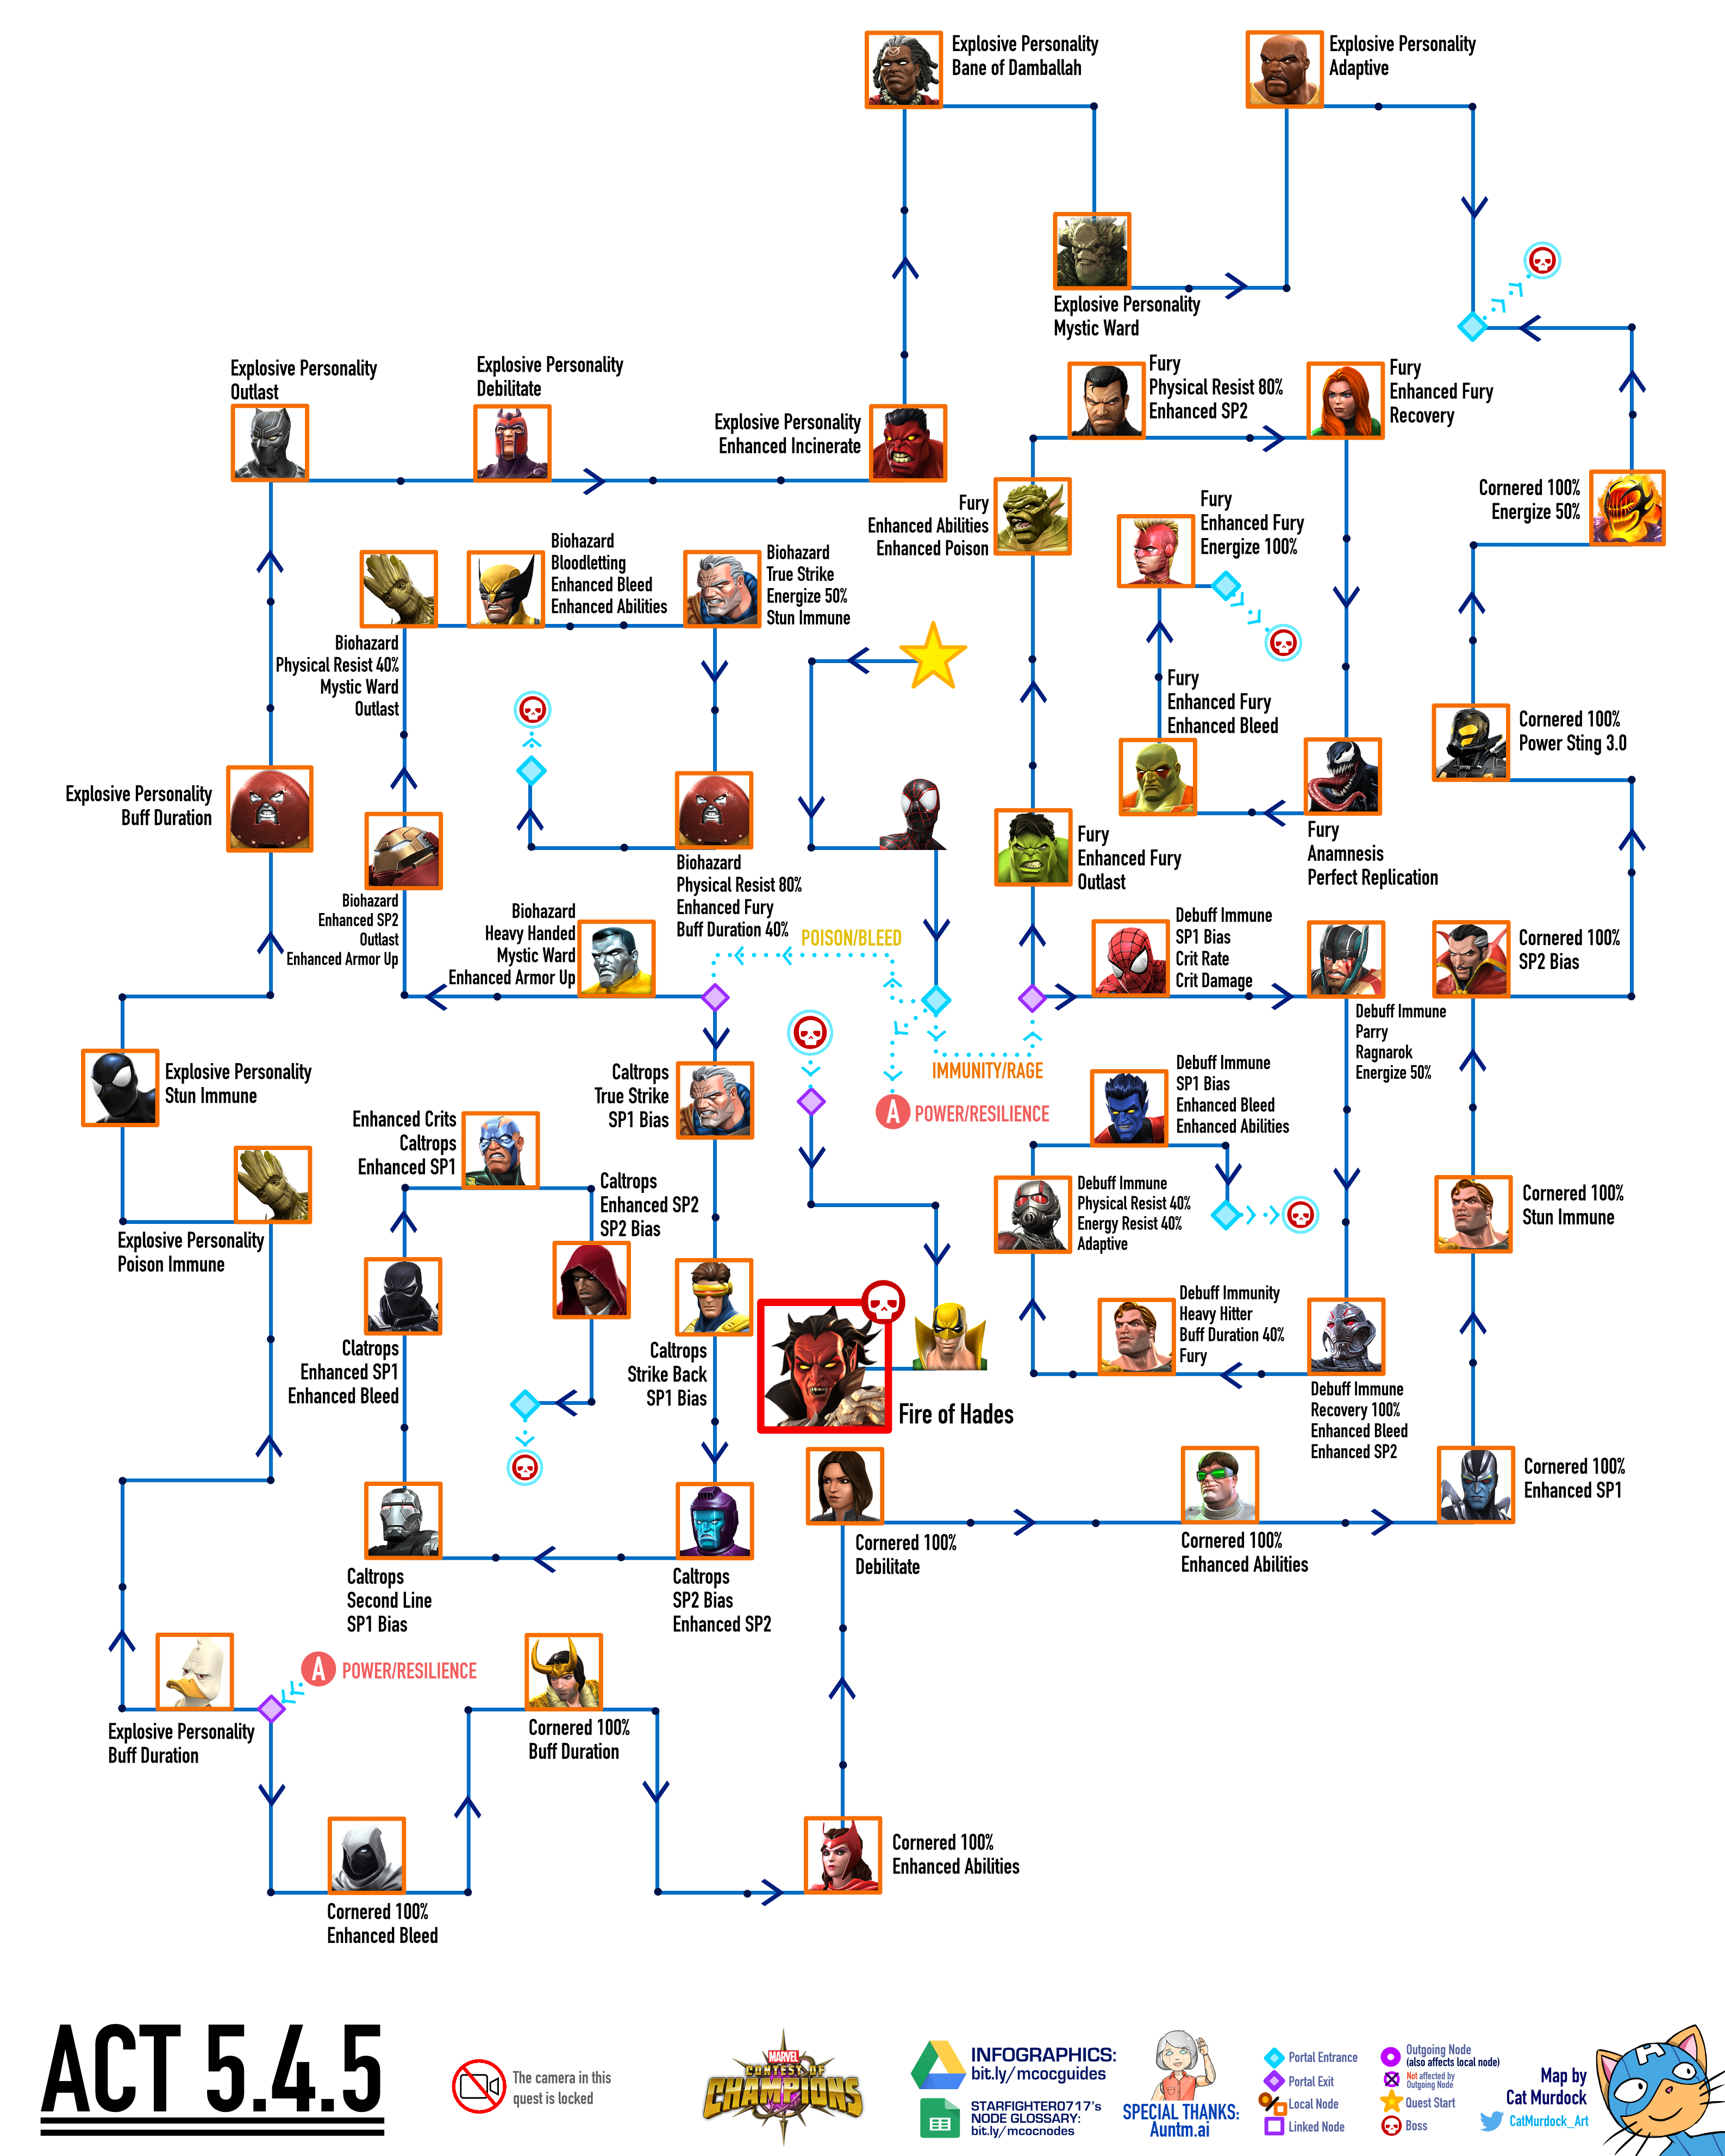 Explosive Personality
Bane of Damballah
Explosive Personality
Adaptive
Explosive Personality
Mystic Ward
Explosive Personality
Outlast
Explosive Personality
Debilitate
Explosive Personality
Enhanced Incinerate
Fury
Physical Resist 80%
Enhanced SP2
Fury
Enhanced Fury
Recovery
Fury
Enhanced Abilities
Enhanced Poison
Fury
Enhanced Fury
Energize 100%
Cornered 100%
Energize 50%
Biohazard
Bloodletting
Enhanced Bleed
Enhanced Abilities
Biohazard
True Strike
Energize 50%
Stun Immune
Biohazard
Physical Resist 40%
Mystic Ward
Outlast
Fury
Enhanced Fury
Enhanced Bleed
Cornered 100%
Power Sting 3.0
Explosive Personality
Buff Duration
Fury
Enhanced Fury
Outlast
Fury
Anamnesis
Perfect Replication
Biohazard
Physical Resist 80%
Enhanced Fury
Buff Duration 40%
Biohazard
Enhanced SP2
Outlast
Enhanced Armor Up
Biohazard
Heavy Handed
Mystic Ward
Enhanced Armor Up
POISON/BLEED
Debuff Immune
SP1 Bias
Crit Rate
Crit Damage
Cornered 100%
SP2 Bias
Debuff Immune
Parry
Ragnarok
Energize 50%
IMMUNITY/RAGE
A POWER/RESILIENCE
Explosive Personality
Stun Immune
Caltrops
True Strike
SP1 Bias
Debuff Immune
SP1 Bias
Enhanced Bleed
Enhanced Abilities
Enhanced Crits
Caltrops
Enhanced SP1
Caltrops
Enhanced SP2
SP2 Bias
Debuff Immune
Physical Resist 40%
Energy Resist 40%
Adaptive
Cornered 100%
Stun Immune
Explosive Personality
Poison Immune
Clatrops
Enhanced SP1
Enhanced Bleed
Caltrops
Strike Back
SP1 Bias
Debuff Immunity
Heavy Hitter
Buff Duration 40%
Fury
Fire of Hades
Debuff Immune
Recovery 100%
Enhanced Bleed
Enhanced SP2
Cornered 100%
Enhanced SP1
Cornered 100%
Debilitate
Cornered 100%
Enhanced Abilities
Caltrops
Second Line
SP1 Bias
Caltrops
SP2 Bias
Enhanced SP2
A POWER/RESILIENCE
Explosive Personality
Buff Duration
Cornered 100%
Buff Duration
Cornered 100%
Enhanced Abilities
Cornered 100%
Enhanced Bleed
ACT 5.4.5
The camera in this
quest is locked
MARVEL
CONTEST OF
CHAMPIONS
INFOGRAPHICS:
bit.ly/mcocguides
STARFIGHTER0717's
NODE GLOSSARY:
bit.ly/mcocnodes
SPECIAL THANKS:
Auntm.ai
Portal Entrance
Portal Exit
Local Node
Linked Node
Outgoing Node
(also affects local node)
Not affected by
Outgoing Node
Quest Start
Boss
Map by
Cat Murdock
CatMurdock_Art
A